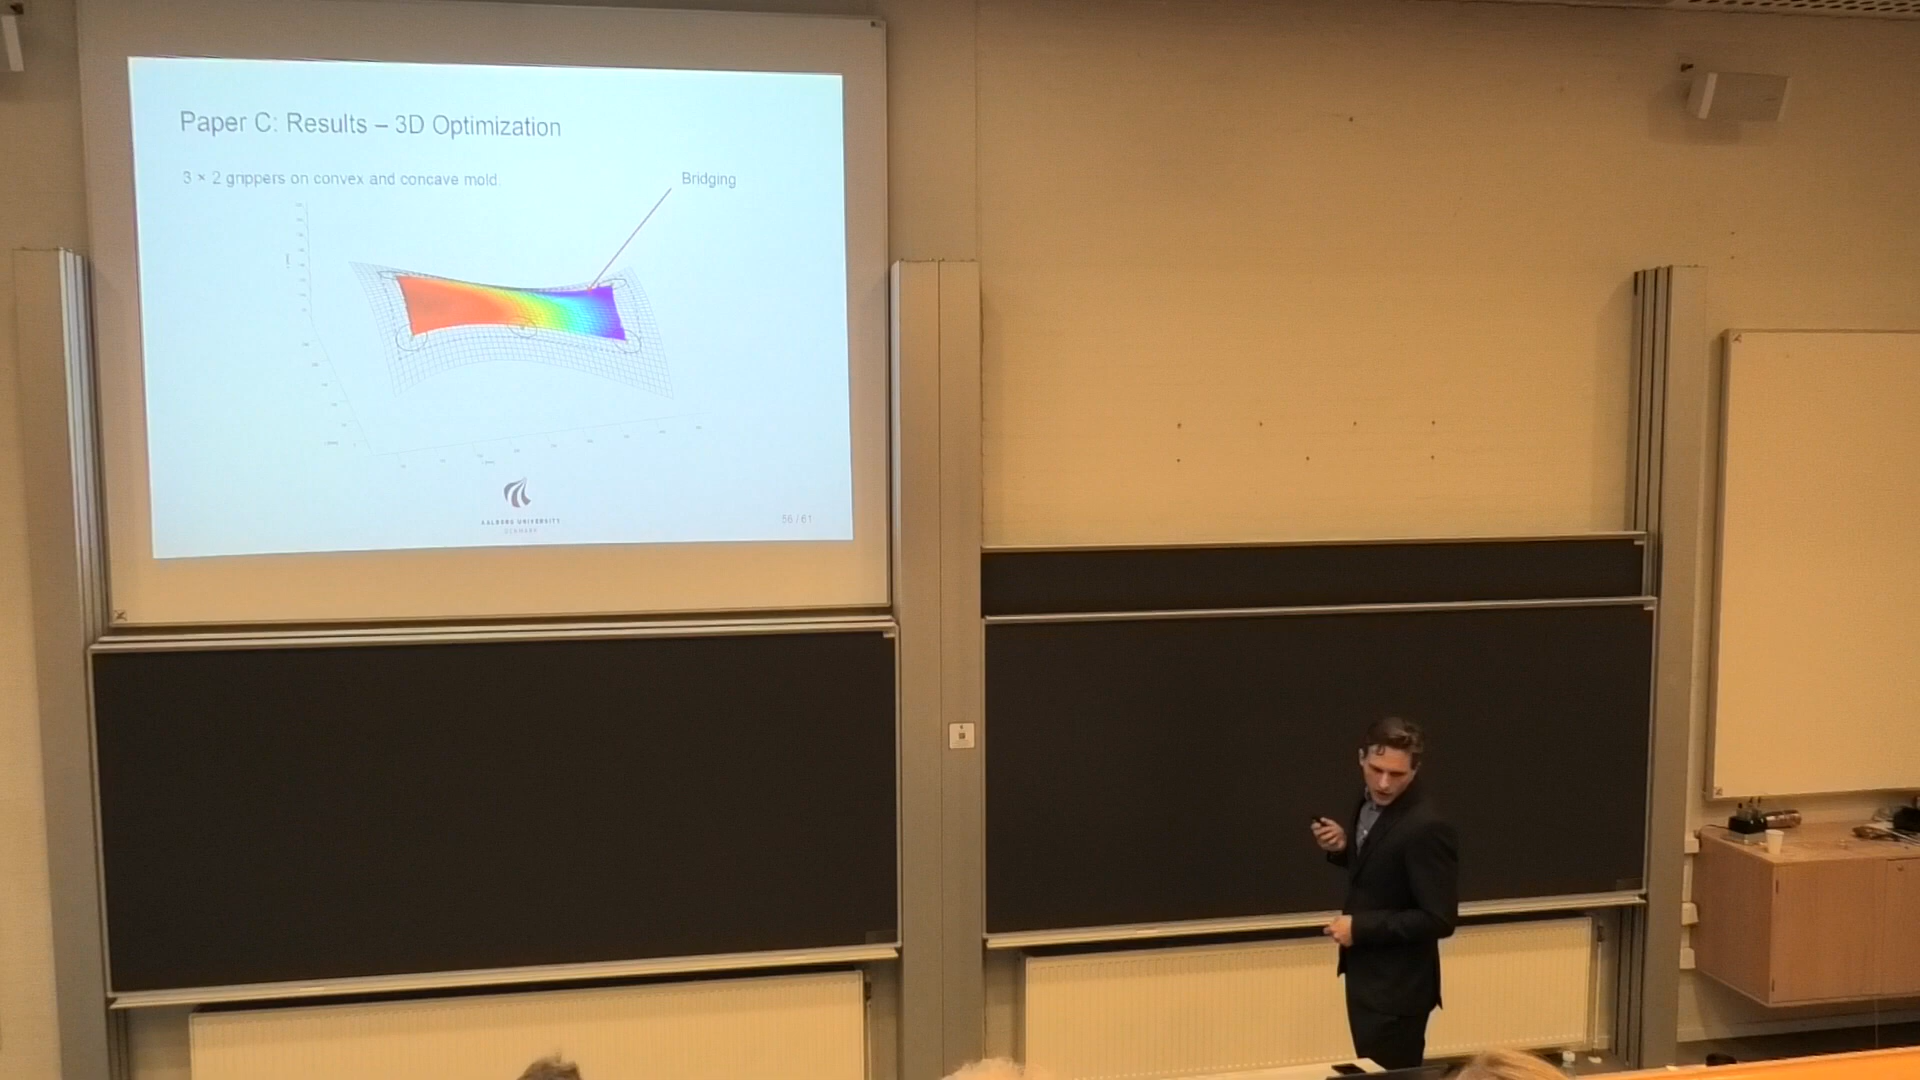 Paper C: Results – 3D Optimization
3 × 2 grippers on convex and concave mold.
Bridging
AALBORG UNIVERSITY
DENMARK
56 / 61